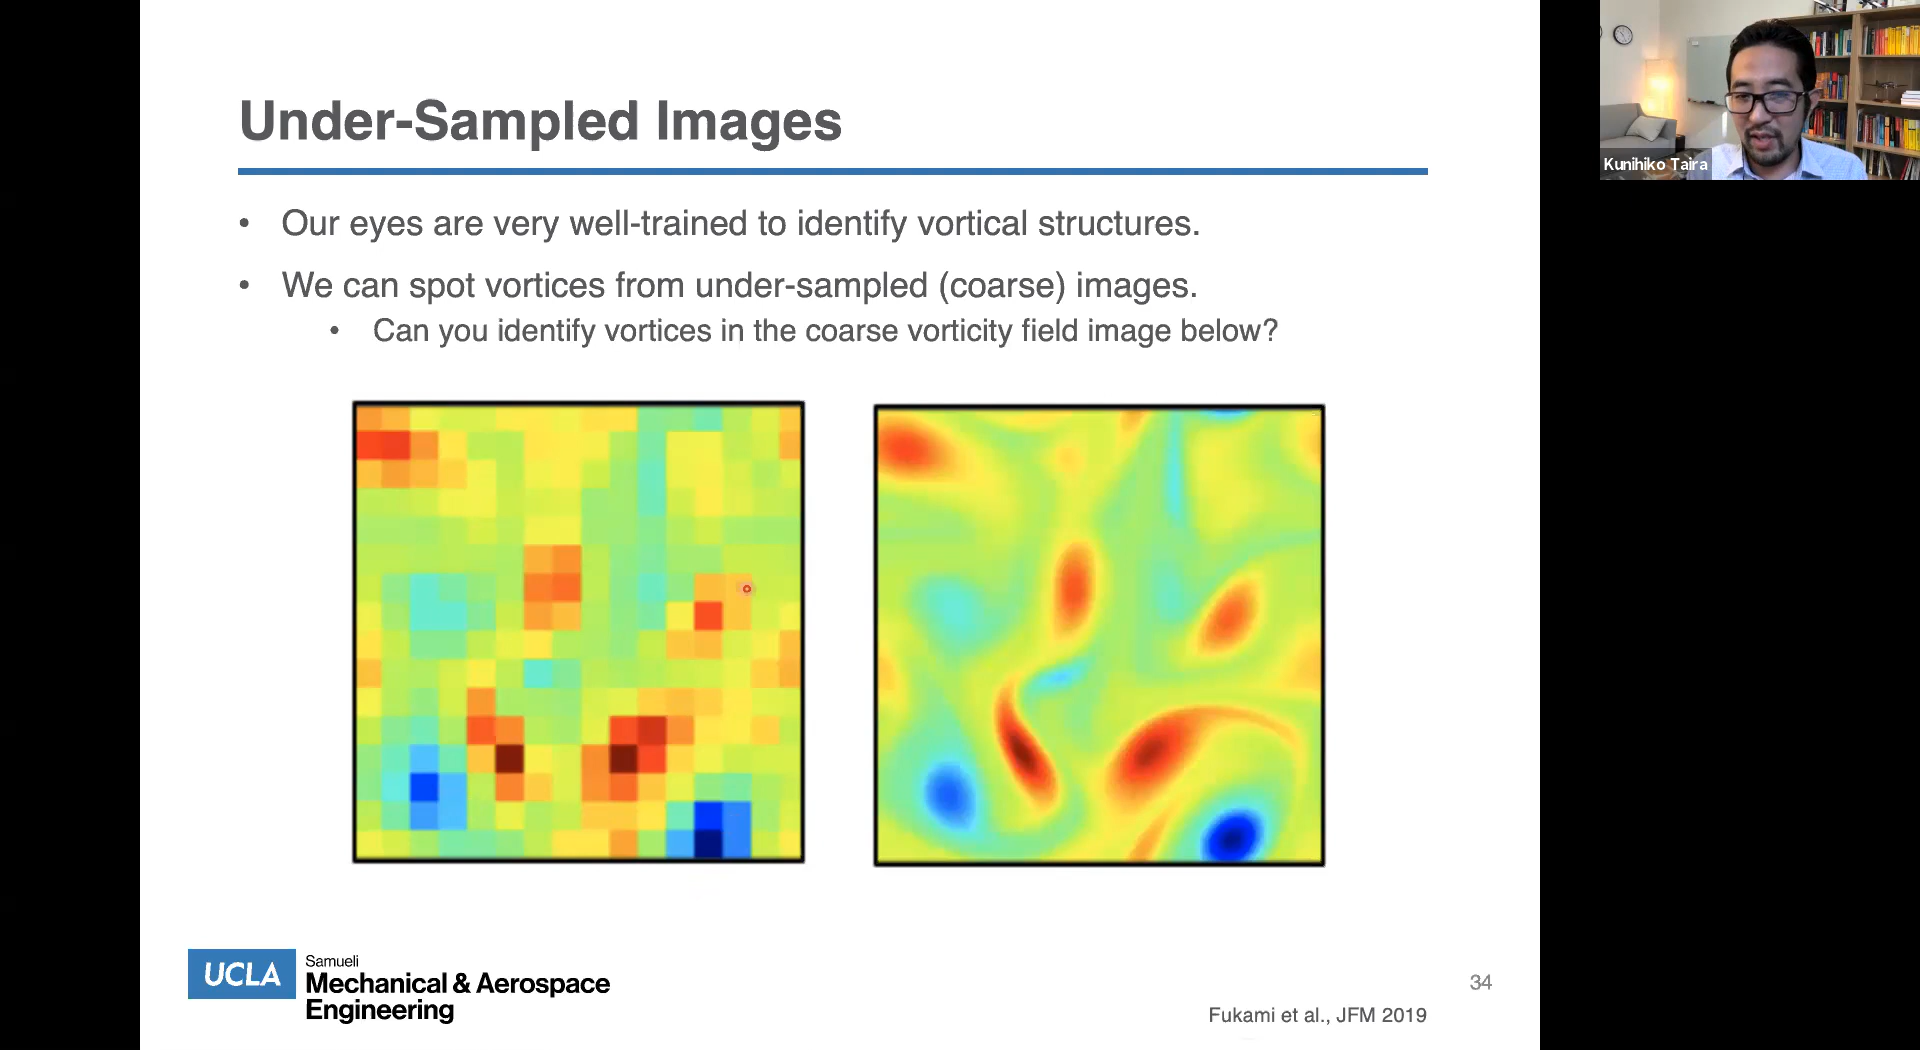 Under-Sampled Images
• Our eyes are very well-trained to identify vortical structures.
• We can spot vortices from under-sampled (coarse) images.
• Can you identify vortices in the coarse vorticity field image below?
UCLA
Samueli
Mechanical & Aerospace
Engineering
34
Fukami et al., JFM 2019
Kunihiko Taira